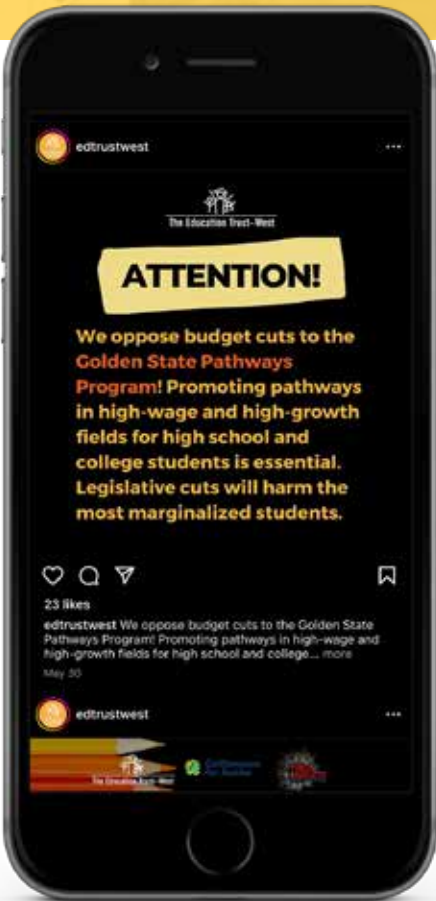 edtrustwest
The Education Trust–West
ATTENTION!
We oppose budget cuts to the
Golden State Pathways
Program! Promoting pathways
in high-wage and high-growth
fields for high school and
college students is essential.
Legislative cuts will harm the
most marginalized students.
23 likes
edtrustwest We oppose budget cuts to the Golden State
Pathways Program! Promoting pathways in high-wage and
high-growth fields for high school and college... more
May 30
edtrustwest
The Education Trust–West